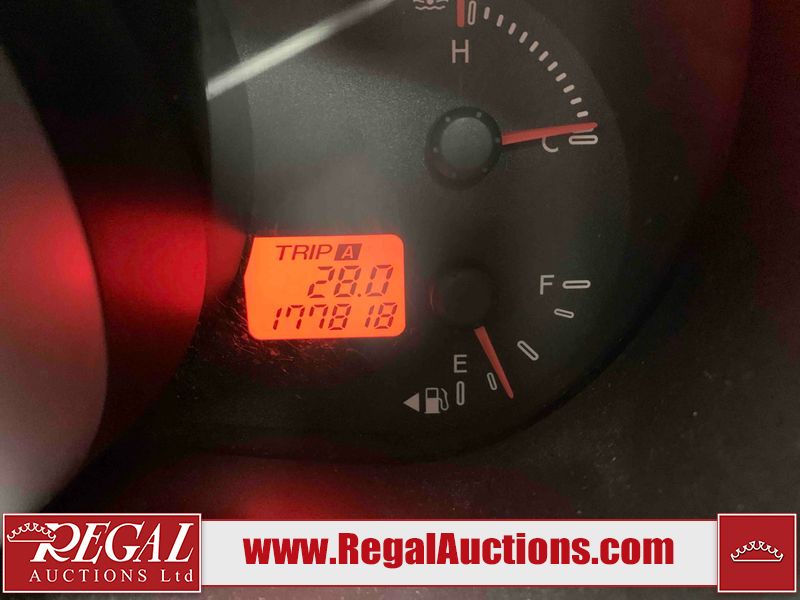 H
C
TRIP A
28.0
177818
F
E
REGAL
AUCTIONS Ltd
www.RegalAuctions.com